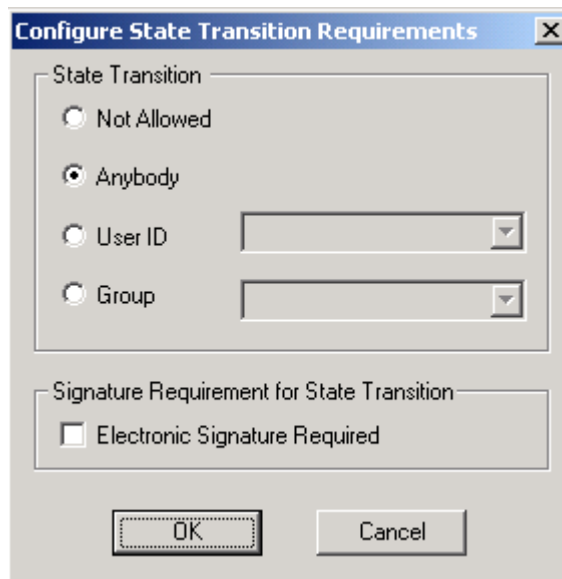 Configure State Transition Requirements
State Transition
Not Allowed
Anybody
User ID
Group
Signature Requirement for State Transition
Electronic Signature Required
OK Cancel